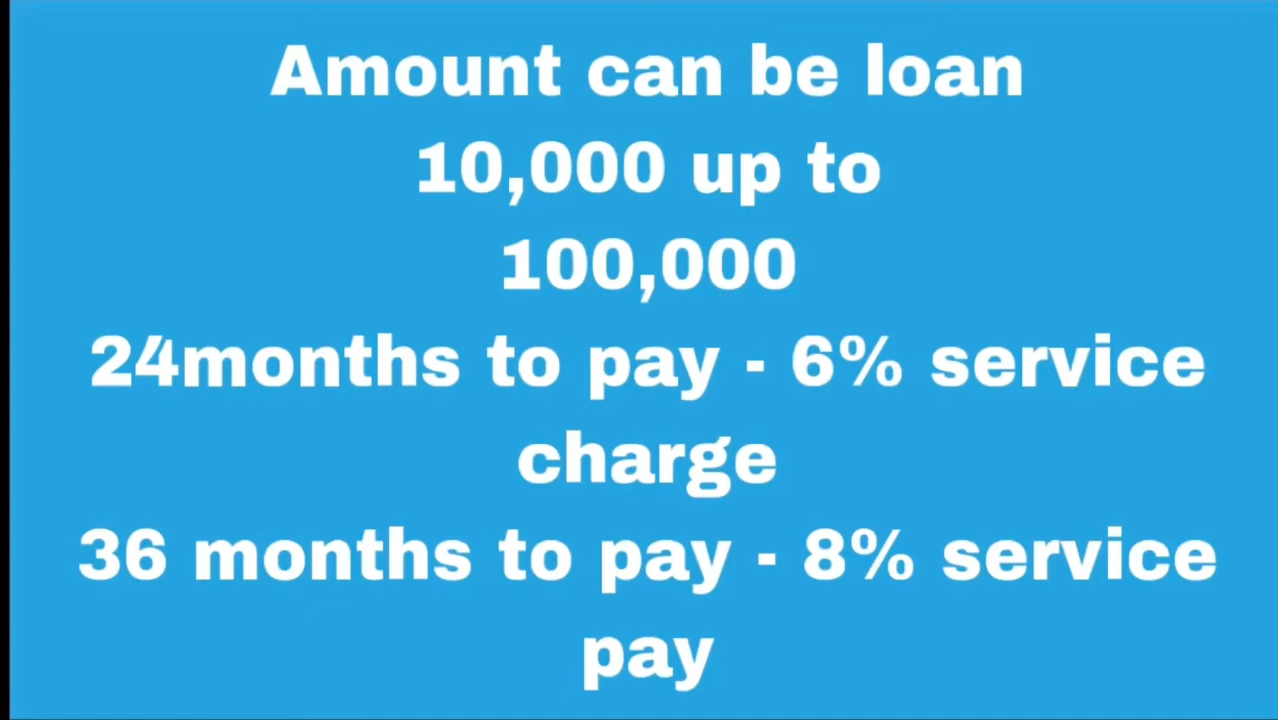 Amount can be loan
10,000 up to
100,000
24months to pay - 6% service
charge
36 months to pay - 8% service
pay